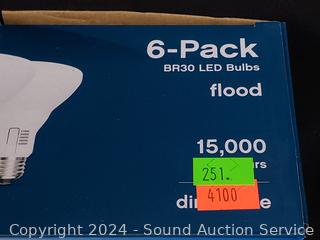 6-Pack
BR30 LED Bulbs
flood
15,000
251.
4100
Copyright 2024 - Sound Auction Service